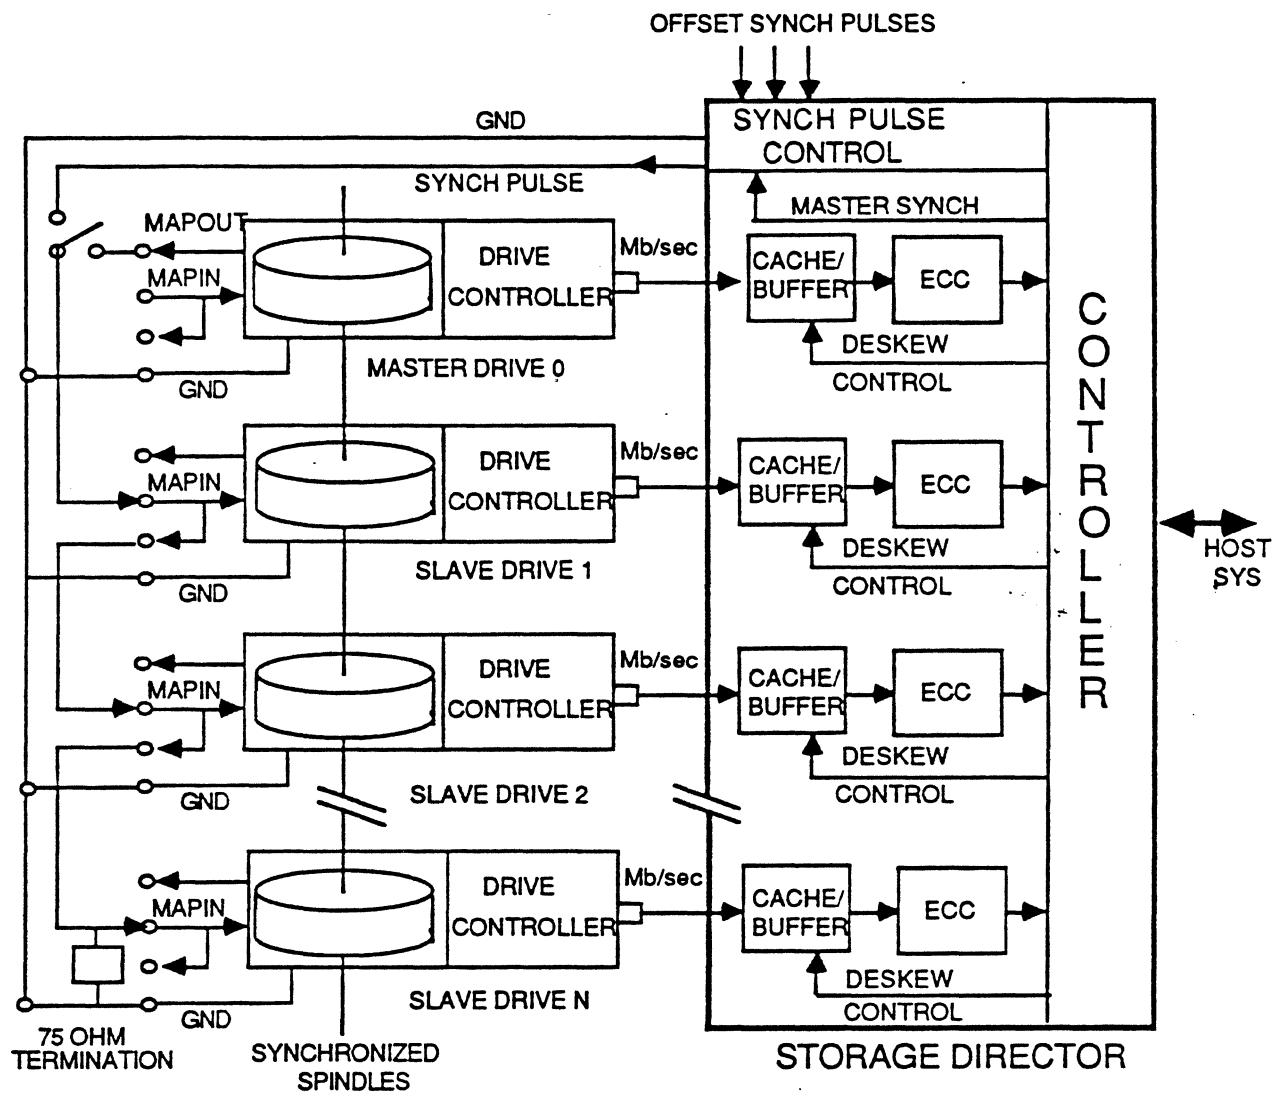 OFFSET SYNCH PULSES
GND
SYNCH PULSE
CONTROL
SYNCH PULSE
MASTER SYNCH
MAPOUT
MAPIN
GND
DRIVE
CONTROLLER
Mb/sec
MASTER DRIVE 0
CACHE/
BUFFER
ECC
DESKEW
CONTROL
MAPIN
GND
DRIVE
CONTROLLER
Mb/sec
SLAVE DRIVE 1
CACHE/
BUFFER
ECC
DESKEW
CONTROL
MAPIN
GND
DRIVE
CONTROLLER
Mb/sec
SLAVE DRIVE 2
CACHE/
BUFFER
ECC
DESKEW
CONTROL
MAPIN
GND
DRIVE
CONTROLLER
Mb/sec
SLAVE DRIVE N
CACHE/
BUFFER
ECC
DESKEW
CONTROL
CONTROLLER
HOST
SYS
75 OHM
TERMINATION
SYNCHRONIZED
SPINDLES
STORAGE DIRECTOR